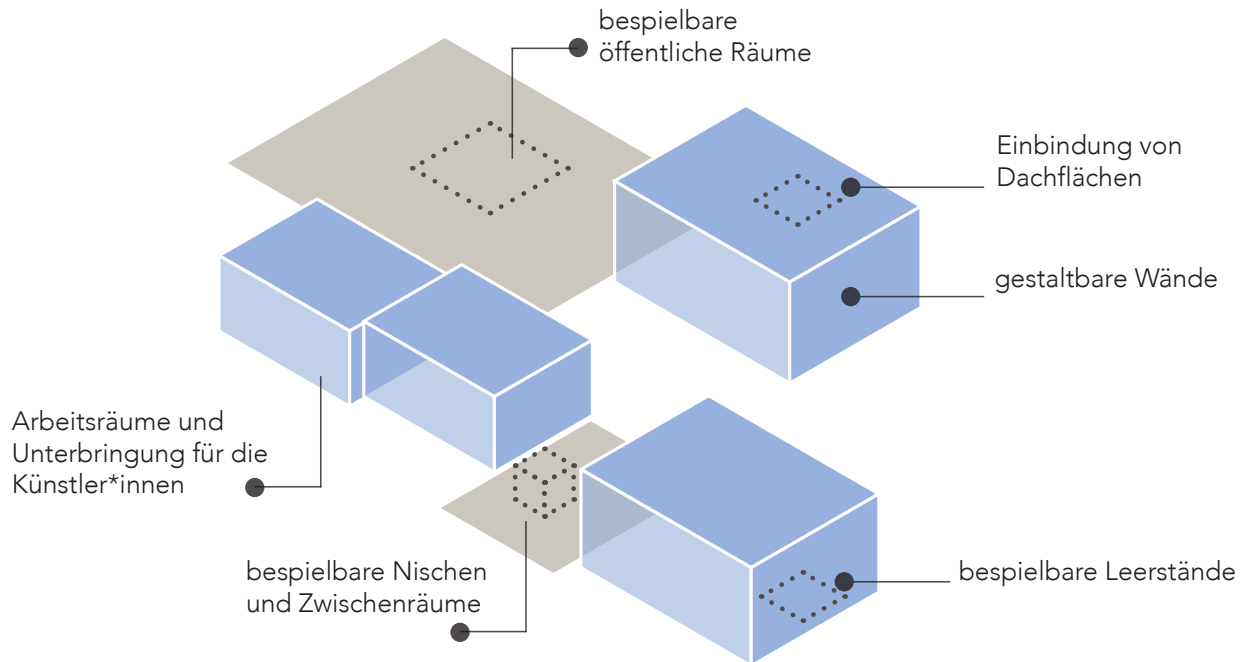 bespielbare
öffentliche Räume
Einbindung von
Dachflächen
gestaltbare Wände
Arbeitsräume und
Unterbringung für die
Künstler*innen
bespielbare Nischen
und Zwischenräume
bespielbare Leerstände